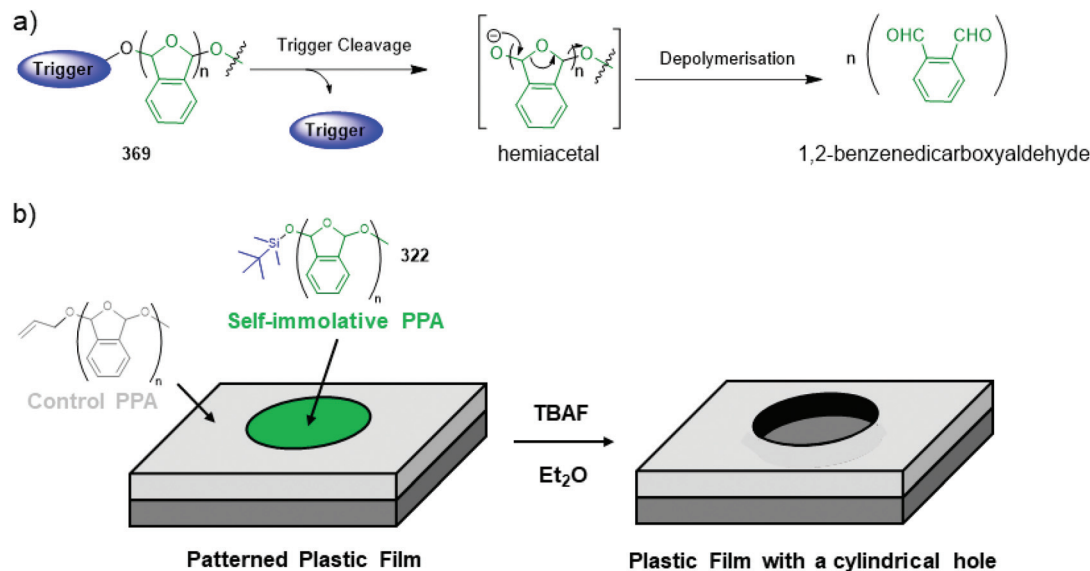 a)
Trigger
O
O
O
n
Trigger Cleavage
Trigger
369
⊖
O
O
O
n
hemiacetal
Depolymerisation
n
OHC
CHO
1,2-benzenedicarboxyaldehyde
b)
Si
O
O
O
n
322
Self-immolative PPA
O
O
O
n
Control PPA
TBAF
Et2O
Patterned Plastic Film
Plastic Film with a cylindrical hole